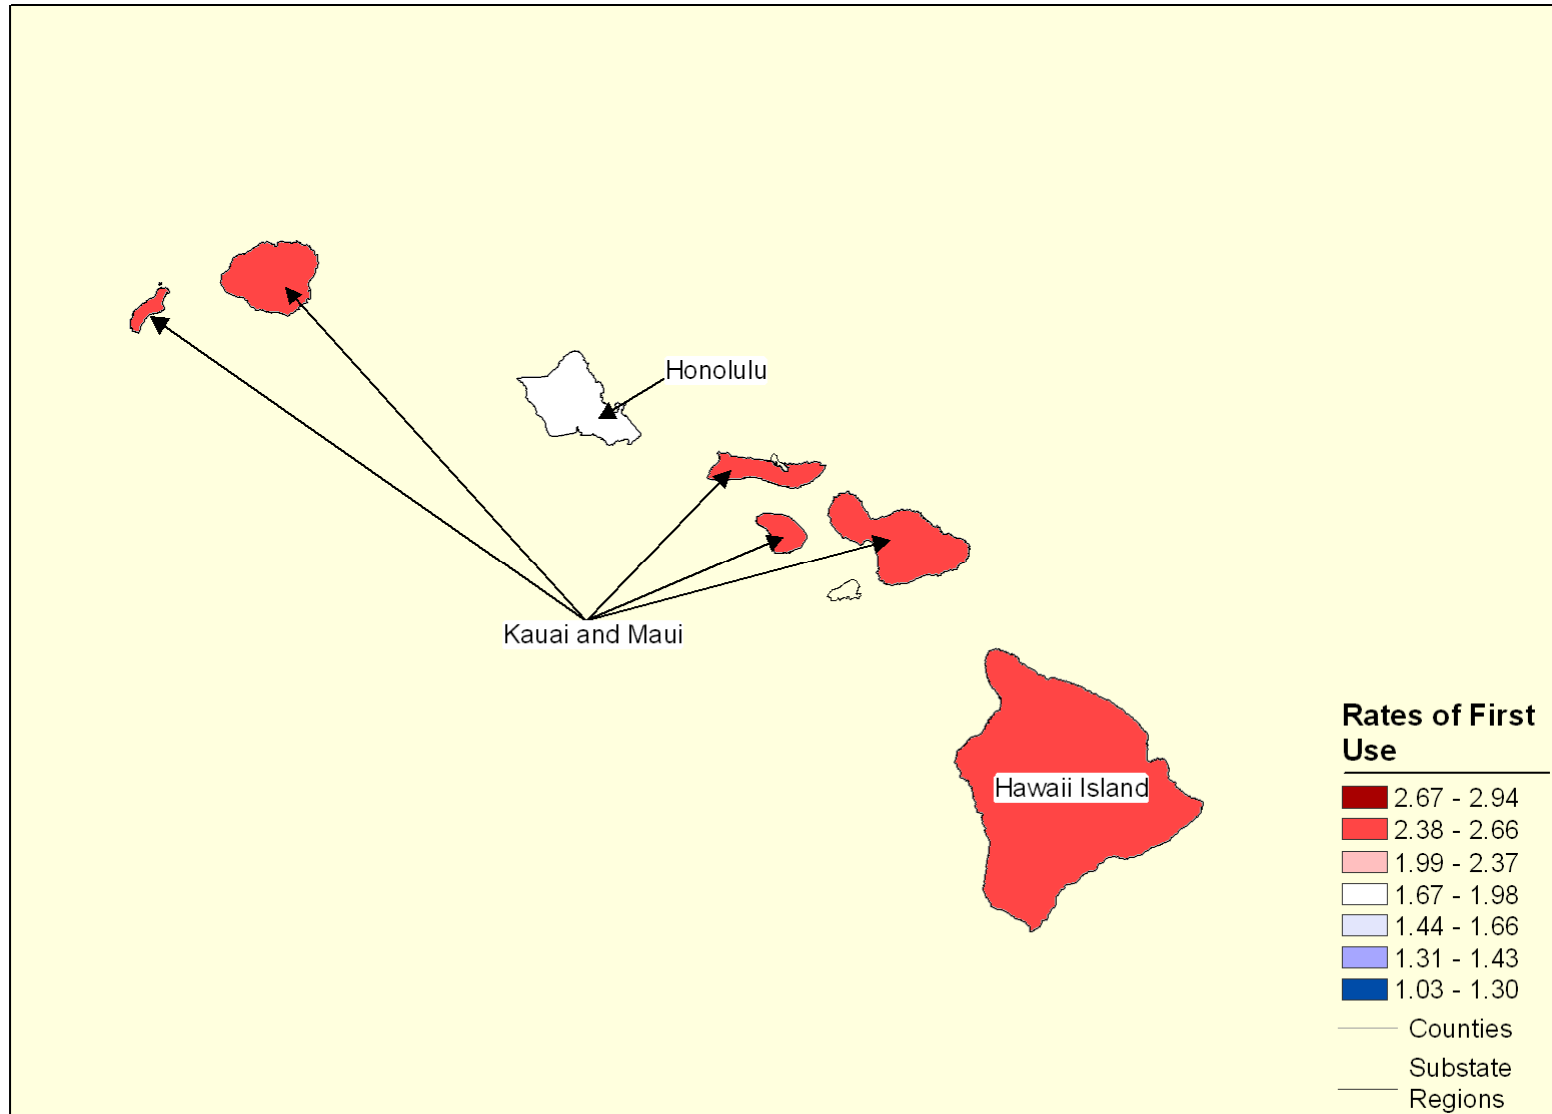 Honolulu
Kauai and Maui
Hawaii Island
Rates of First
Use
2.67 - 2.94
2.38 - 2.66
1.99 - 2.37
1.67 - 1.98
1.44 - 1.66
1.31 - 1.43
1.03 - 1.30
Counties
Substate
Regions